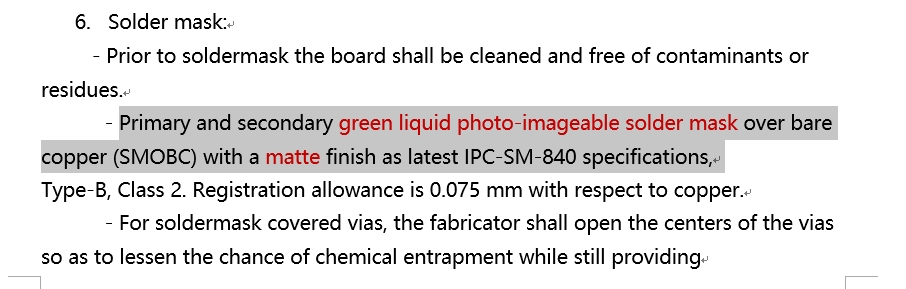 6. Solder mask:
- Prior to soldermask the board shall be cleaned and free of contaminants or
residues.
- Primary and secondary green liquid photo-imageable solder mask over bare
copper (SMOBC) with a matte finish as latest IPC-SM-840 specifications,
Type-B, Class 2. Registration allowance is 0.075 mm with respect to copper.
- For soldermask covered vias, the fabricator shall open the centers of the vias
so as to lessen the chance of chemical entrapment while still providing